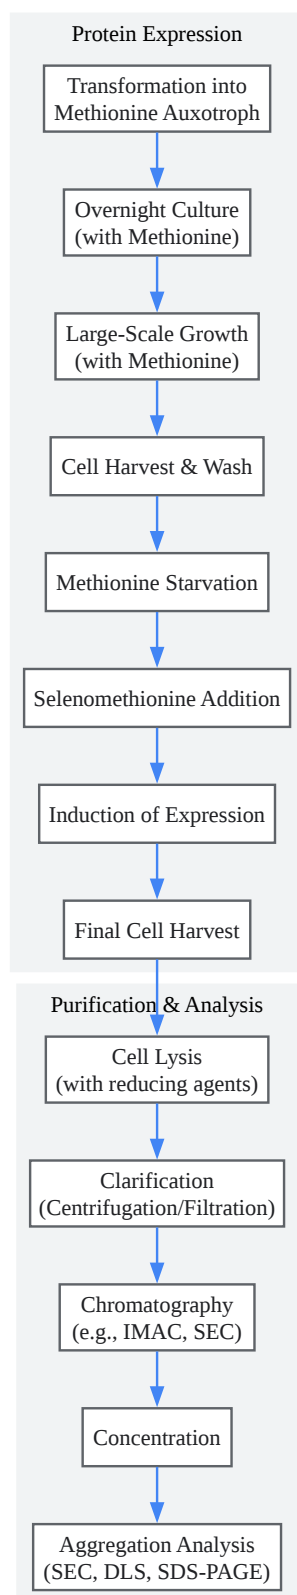 Protein Expression
Transformation into
Methionine Auxotroph
Overnight Culture
(with Methionine)
Large-Scale Growth
(with Methionine)
Cell Harvest & Wash
Methionine Starvation
Selenomethionine Addition
Induction of Expression
Final Cell Harvest
Purification & Analysis
Cell Lysis
(with reducing agents)
Clarification
(Centrifugation/Filtration)
Chromatography
(e.g., IMAC, SEC)
Concentration
Aggregation Analysis
(SEC, DLS, SDS-PAGE)